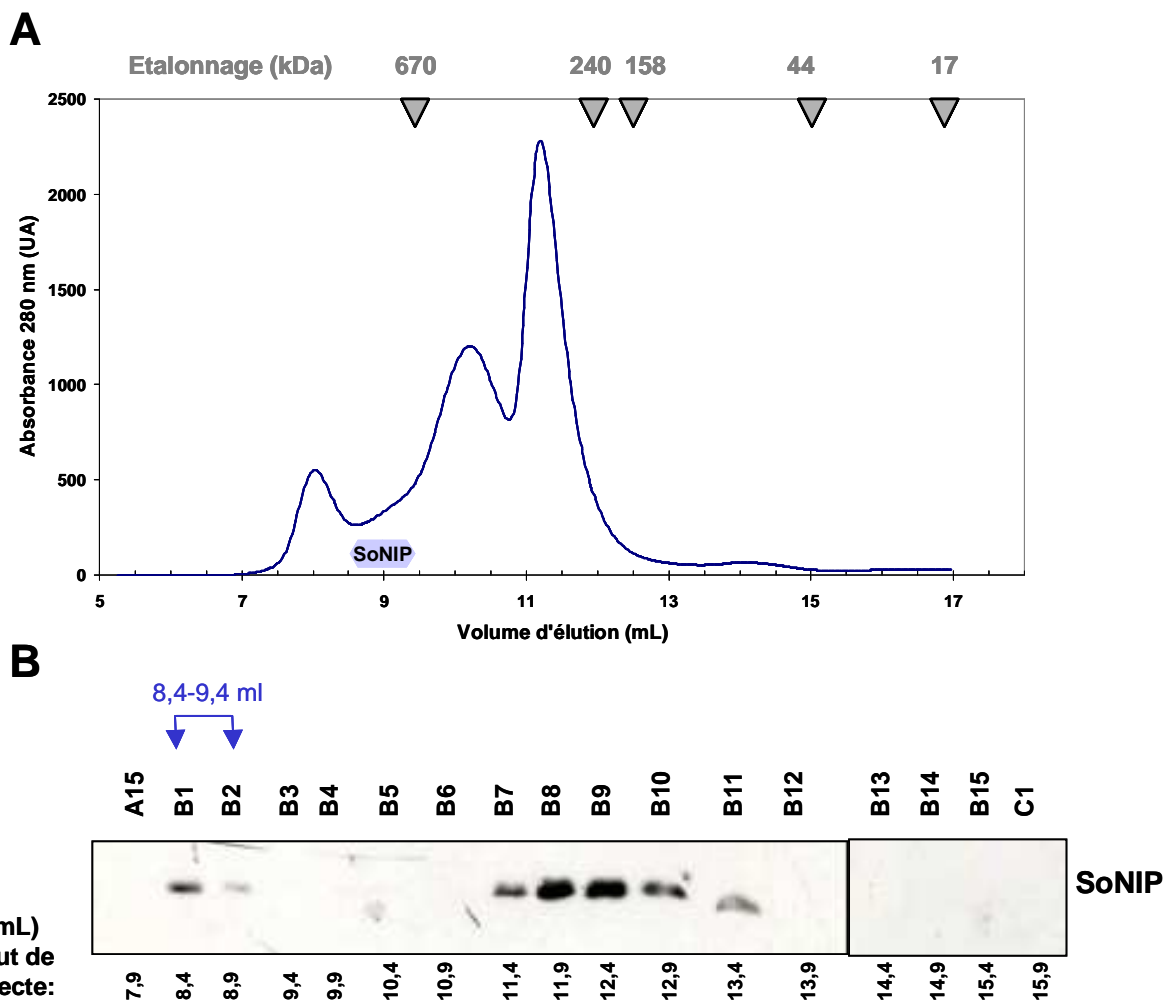 A
Etalonnage (kDa) 670 240 158 44 17
2500
2000
1500
1000
500
0
Absorbance 280 nm (UA)
SoNIP
5 7 9 11 13 15 17
Volume d'élution (mL)
B
8,4-9,4 ml
A15 B1 B2 B3 B4 B5 B6 B7 B8 B9 B10 B11 B12 B13 B14 B15 C1
SoNIP
mL)
ut de
ecte:
7,9 8,4 8,9 9,4 9,9 10,4 10,9 11,4 11,9 12,4 12,9 13,4 13,9 14,4 14,9 15,4 15,9